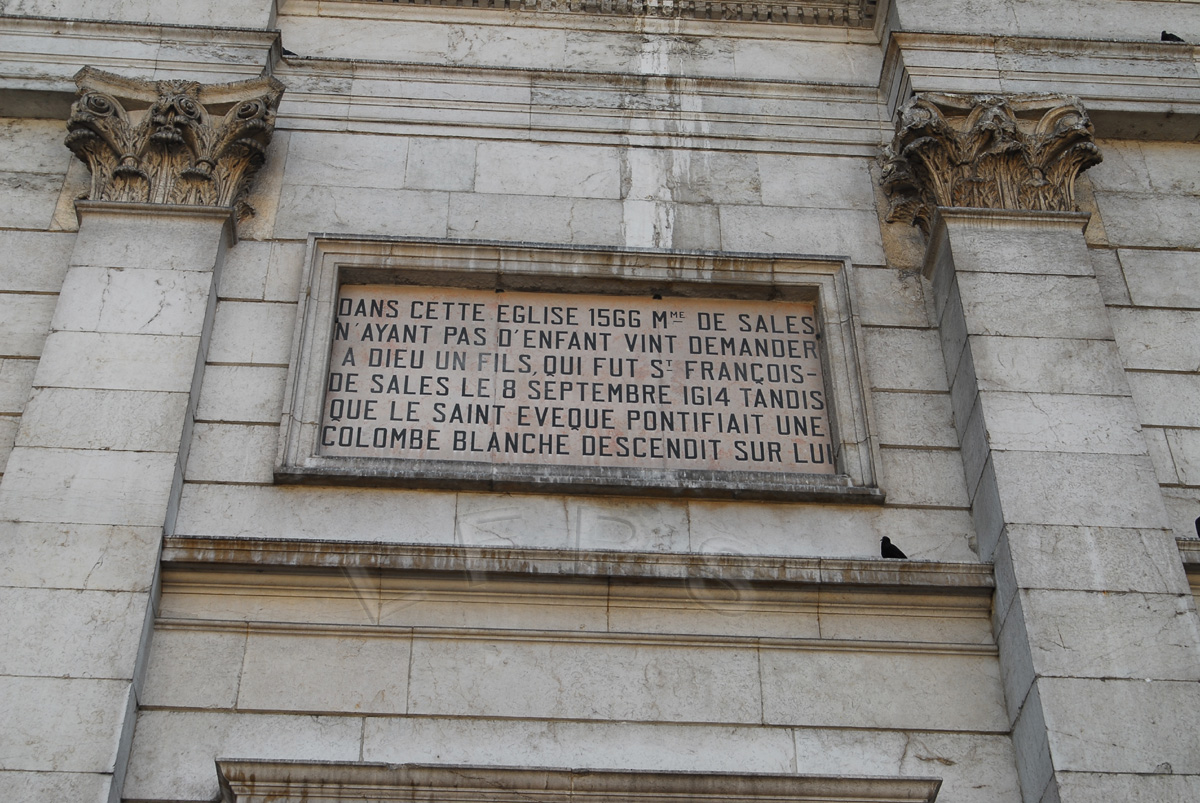 DANS CETTE EGLISE 1566 MME DE SALES
N'AYANT PAS D'ENFANT VINT DEMANDER
A DIEU UN FILS, QUI FUT ST FRANÇOIS-
DE SALES LE 8 SEPTEMBRE 1614 TANDIS
QUE LE SAINT EVEQUE PONTIFIAIT UNE
COLOMBE BLANCHE DESCENDIT SUR LUI